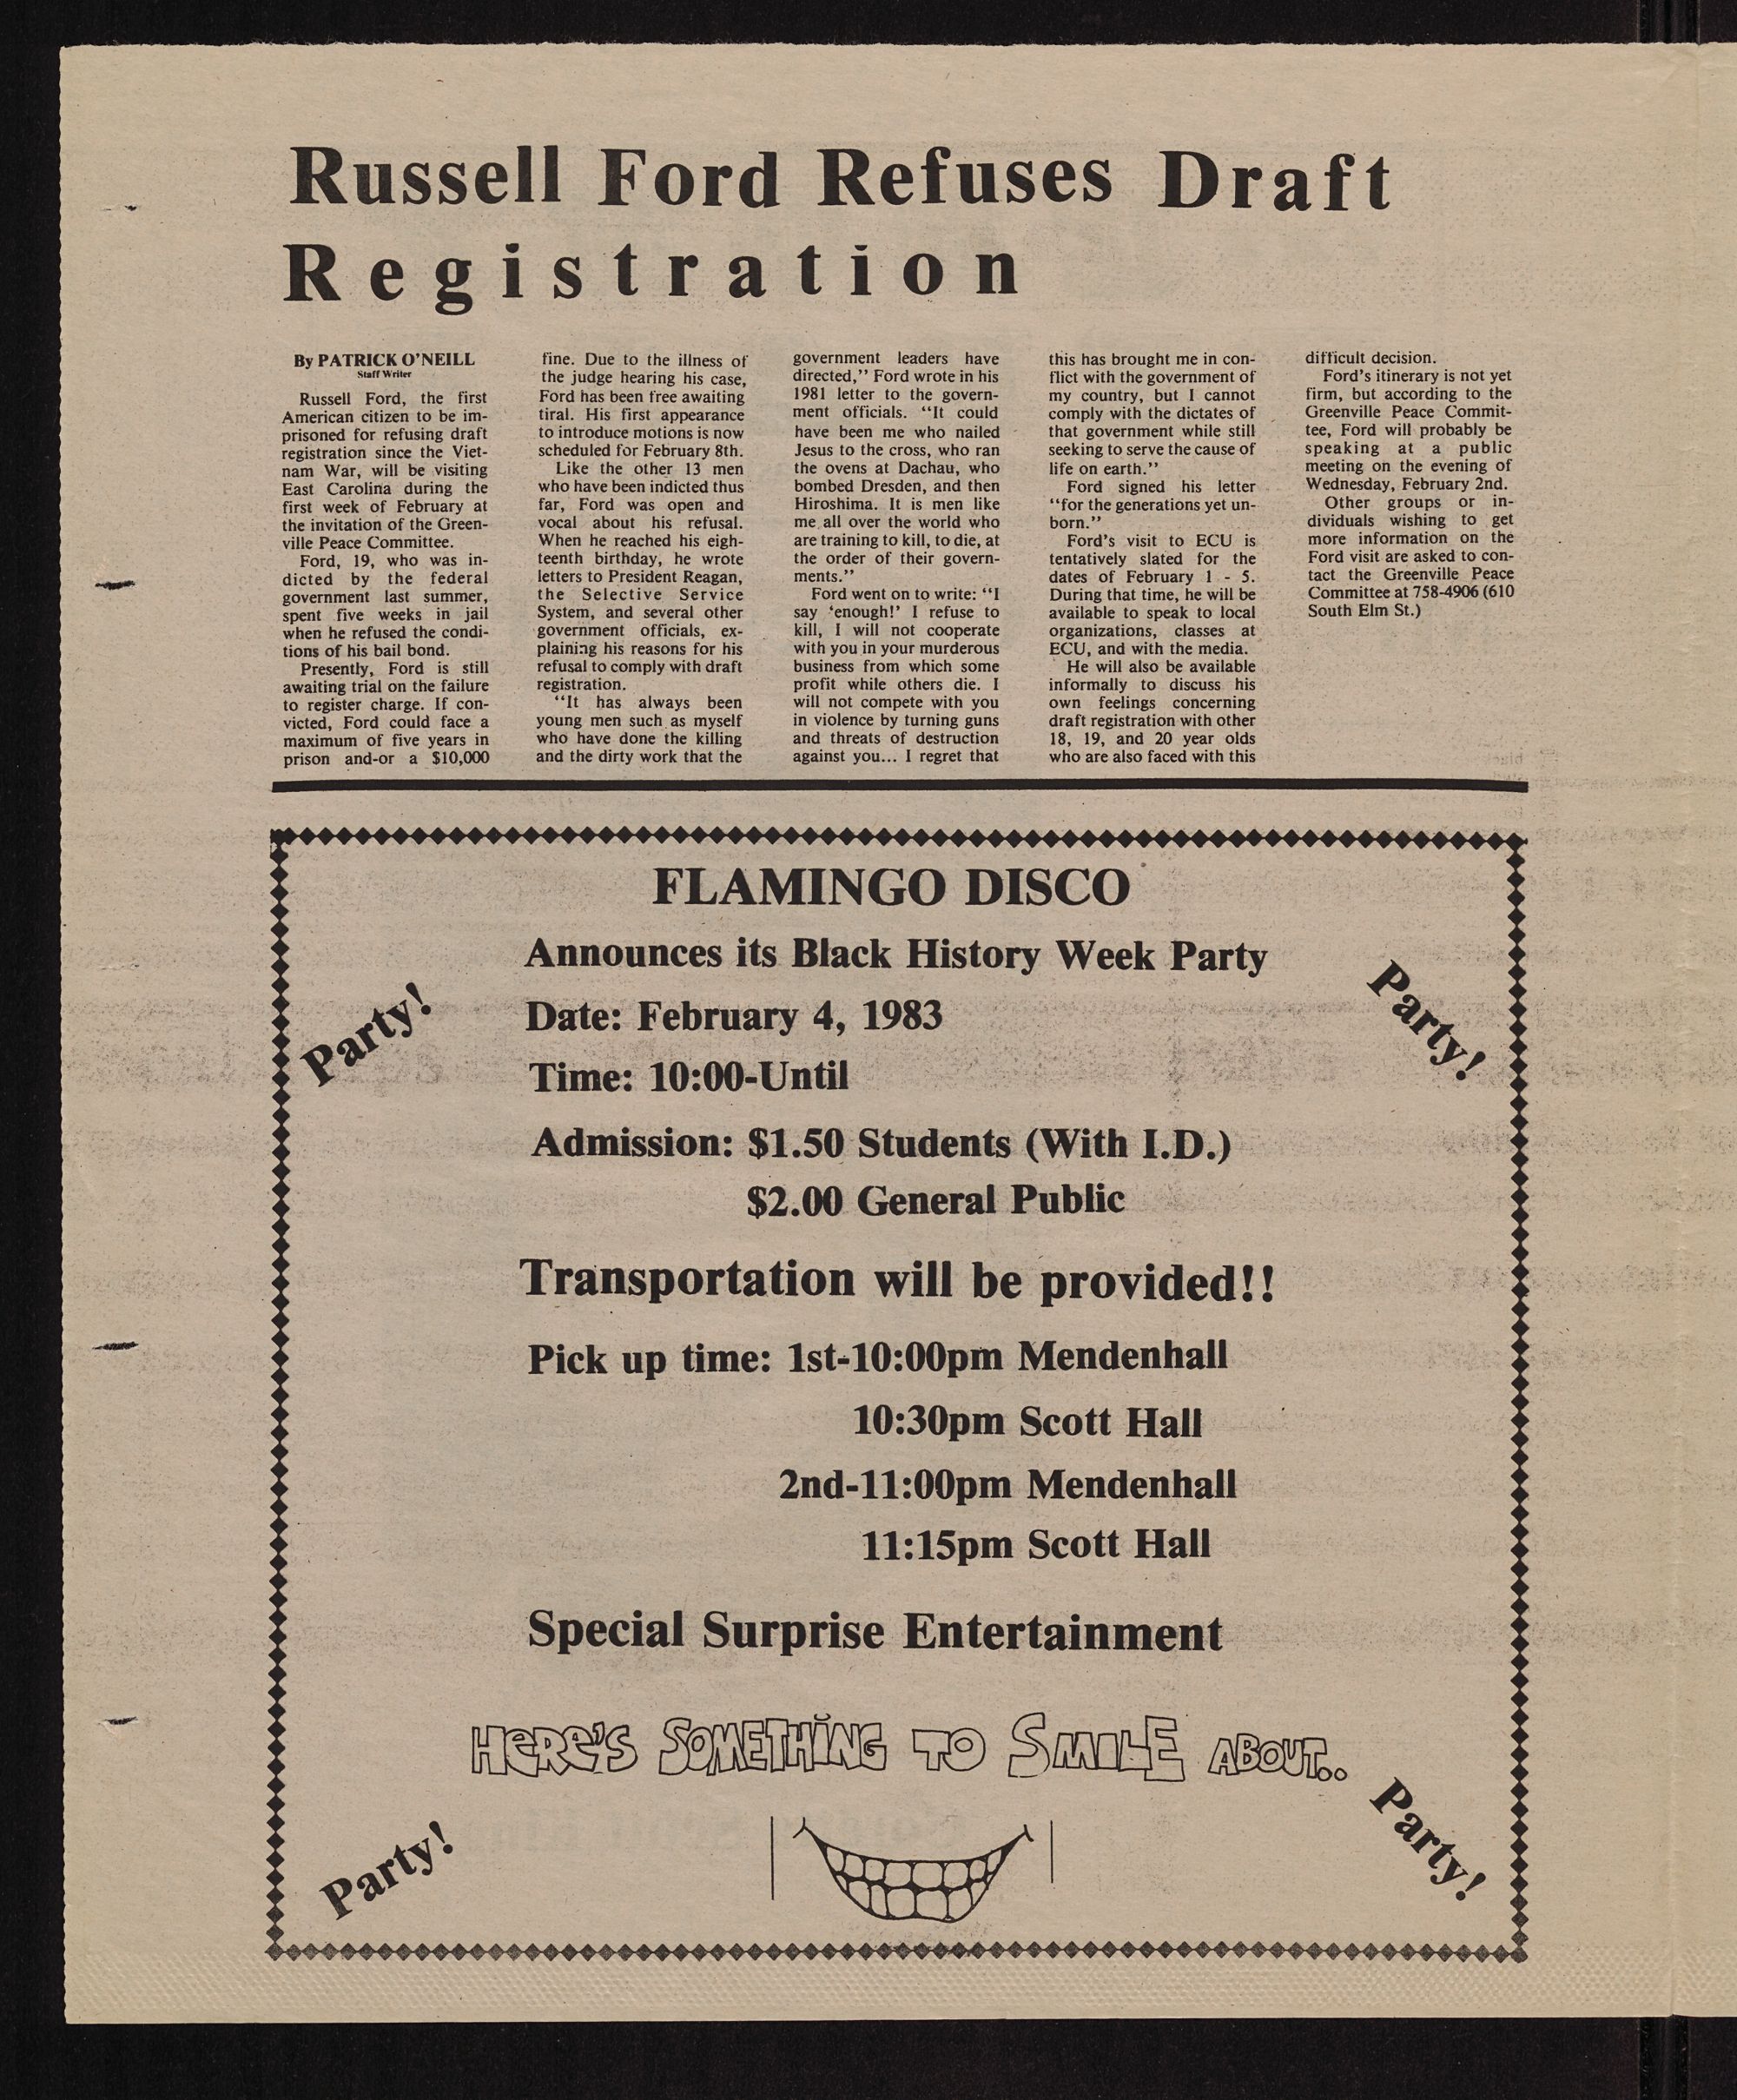 Russell Ford Refuses Draft
Registration
By PATRICK O'NEILL
Staff Writer
Russell Ford, the first
American citizen to be im-
prisoned for refusing draft
registration since the Viet-
nam War, will be visiting
East Carolina during the
first week of February at
the invitation of the Green-
ville Peace Committee.
Ford, 19, who was in-
dicted by the federal
government last summer,
spent five weeks in jail
when he refused the condi-
tions of his bail bond.
Presently, Ford is still
awaiting trial on the failure
to register charge. If con-
victed, Ford could face a
maximum of five years in
prison and-or a $10,000
fine. Due to the illness of
the judge hearing his case,
Ford has been free awaiting
tiral. His first appearance
to introduce motions is now
scheduled for February 8th.
Like the other 13 men
who have been indicted thus
far, Ford was open and
vocal about his refusal.
When he reached his eigh-
teenth birthday, he wrote
letters to President Reagan,
the Selective Service
System, and several other
government officials, ex-
plaining his reasons for his
refusal to comply with draft
registration.
"It has always been
young men such as myself
who have done the killing
and the dirty work that the
government leaders have
directed," Ford wrote in his
1981 letter to the govern-
ment officials. "It could
have been me who nailed
Jesus to the cross, who ran
the ovens at Dachau, who
bombed Dresden, and then
Hiroshima. It is men like
me all over the world who
are training to kill, to die, at
the order of their govern-
ments."
Ford went on to write: "I
say 'enough!' I refuse to
kill, I will not cooperate
with you in your murderous
business from which some
profit while others die. I
will not compete with you
in violence by turning guns
and threats of destruction
against you... I regret that
this has brought me in con-
flict with the government of
my country, but I cannot
comply with the dictates of
that government while still
seeking to serve the cause of
life on earth."
Ford signed his letter
"for the generations yet un-
born."
Ford's visit to ECU is
tentatively slated for the
dates of February 1 - 5.
During that time, he will be
available to speak to local
organizations, classes at
ECU, and with the media.
He will also be available
informally to discuss his
own feelings concerning
draft registration with other
18, 19, and 20 year olds
who are also faced with this
difficult decision.
Ford's itinerary is not yet
firm, but according to the
Greenville Peace Commit-
tee, Ford will probably be
speaking at a public
meeting on the evening of
Wednesday, February 2nd.
Other groups or in-
dividuals wishing to get
more information on the
Ford visit are asked to con-
tact the Greenville Peace
Committee at 758-4906 (610
South Elm St.)
FLAMINGO DISCO
Announces its Black History Week Party
Party!
Party!
Date: February 4, 1983
Time: 10:00-Until
Admission: $1.50 Students (With I.D.)
$2.00 General Public
Transportation will be provided!!
Pick up time: 1st-10:00pm Mendenhall
10:30pm Scott Hall
2nd-11:00pm Mendenhall
11:15pm Scott Hall
Special Surprise Entertainment
HERE'S SOMETHING TO SMILE ABOUT..
Party!
Party!